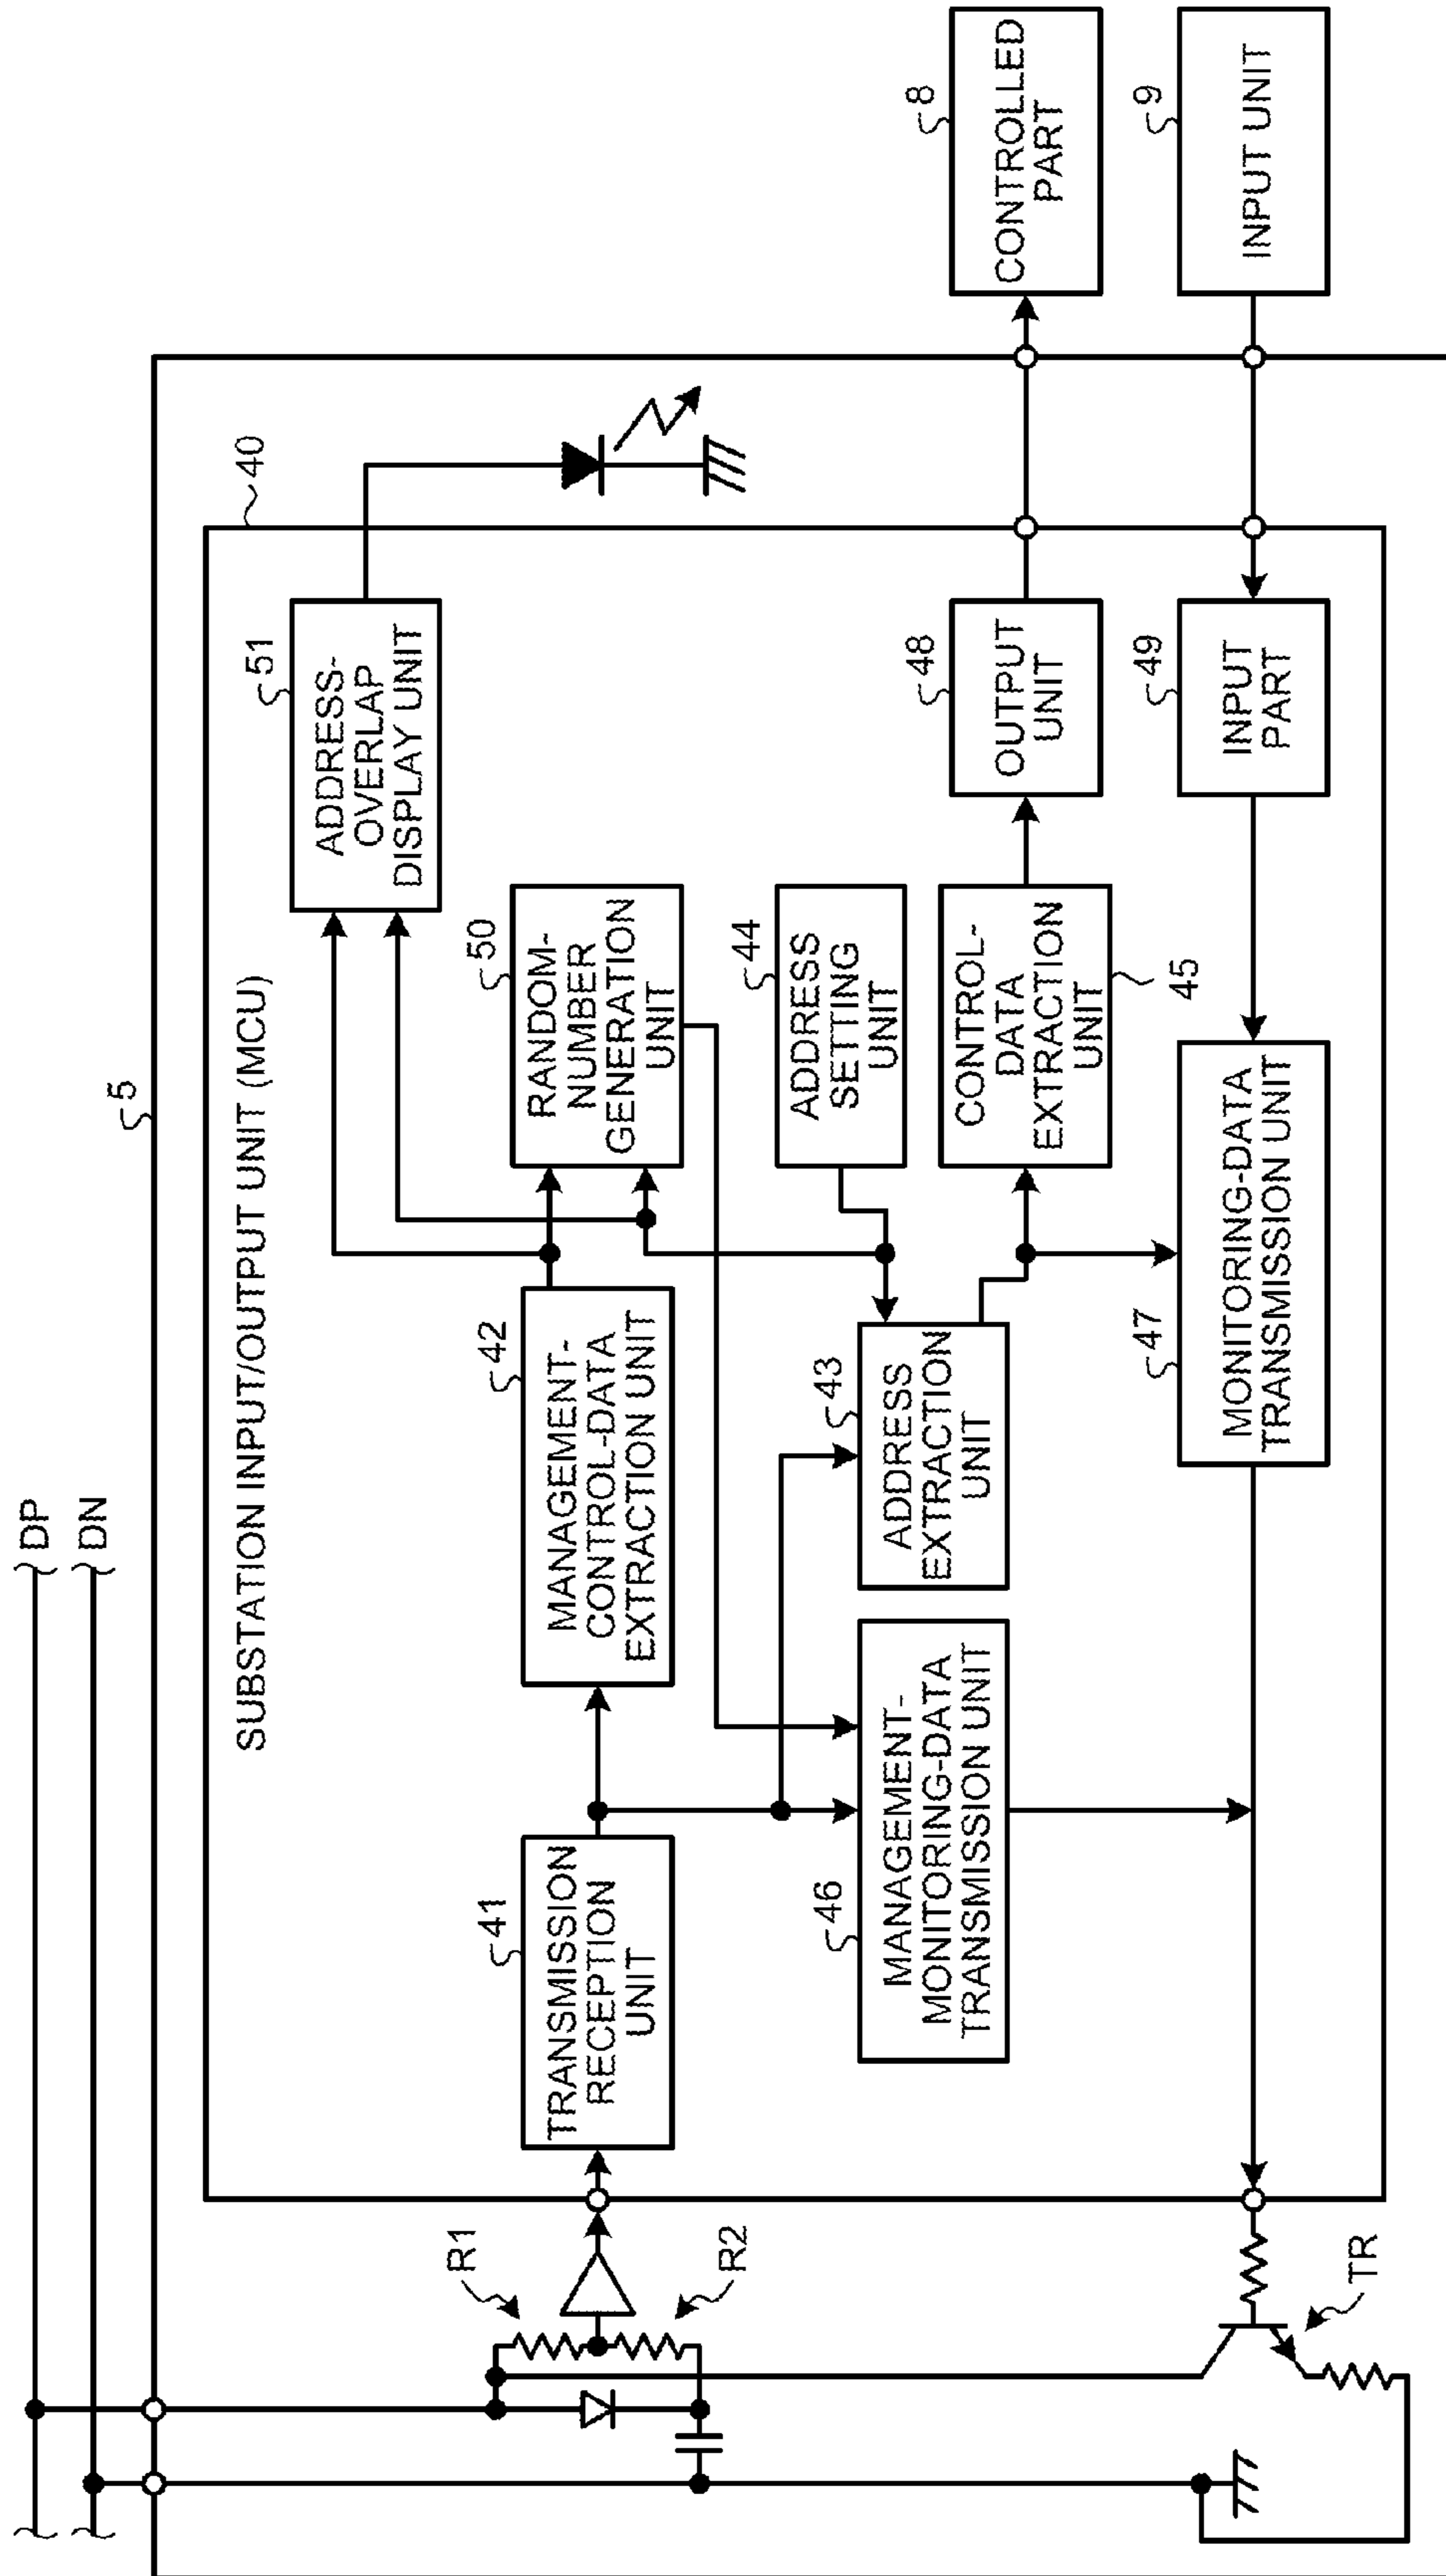 DP
DN
5
SUBSTATION INPUT/OUTPUT UNIT (MCU)
40
R1
R2
41
TRANSMISSION
RECEPTION
UNIT
42
MANAGEMENT-
CONTROL-DATA
EXTRACTION UNIT
50
RANDOM-
NUMBER
GENERATION
UNIT
51
ADDRESS-
OVERLAP
DISPLAY UNIT
46
MANAGEMENT-
MONITORING-DATA
TRANSMISSION UNIT
43
ADDRESS
EXTRACTION
UNIT
44
ADDRESS
SETTING
UNIT
CONTROL-
DATA
EXTRACTION
UNIT
45
48
OUTPUT
UNIT
8
CONTROLLED
PART
TR
47
MONITORING-DATA
TRANSMISSION UNIT
49
INPUT
PART
9
INPUT UNIT